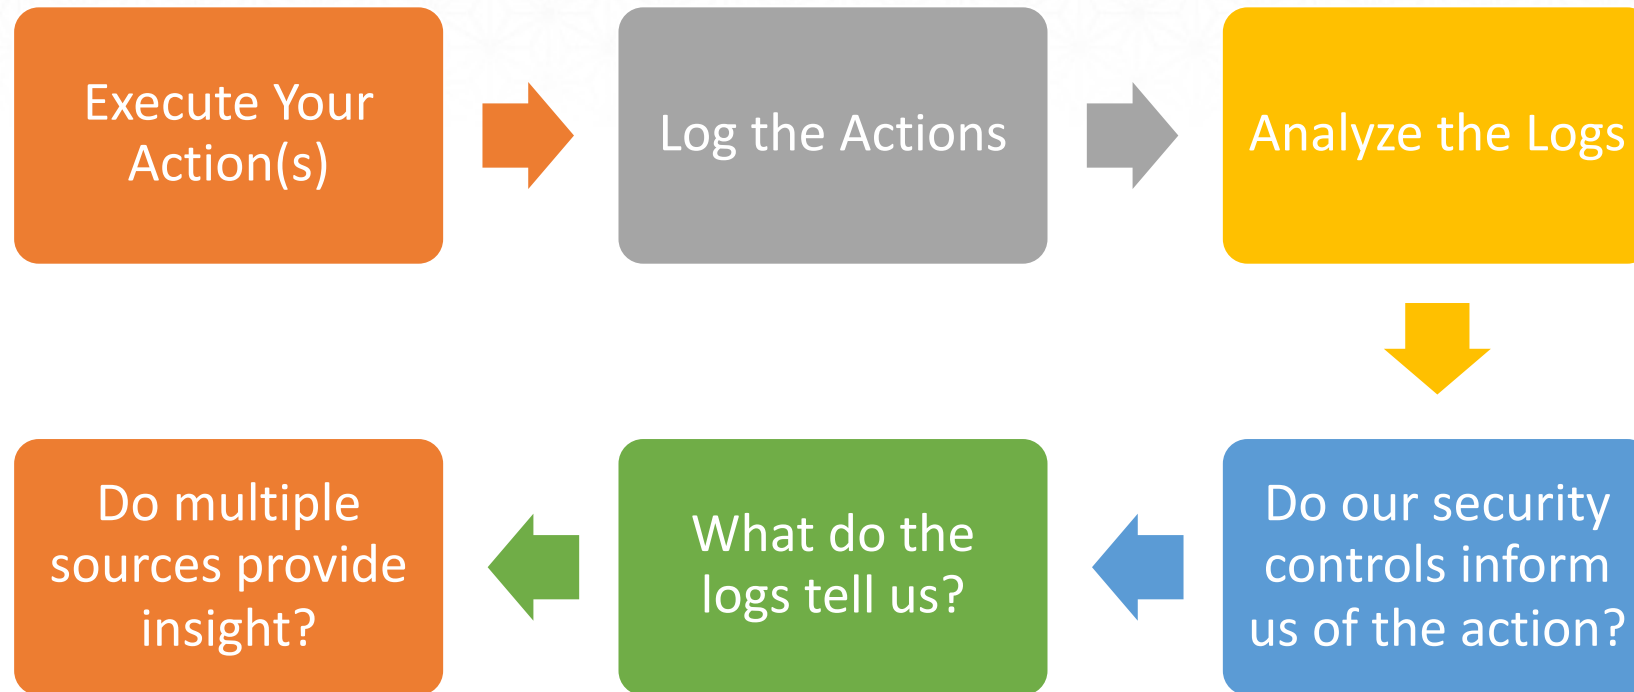 Execute Your
Action(s)
Log the Actions
Analyze the Logs
Do our security
controls inform
us of the action?
What do the
logs tell us?
Do multiple
sources provide
insight?